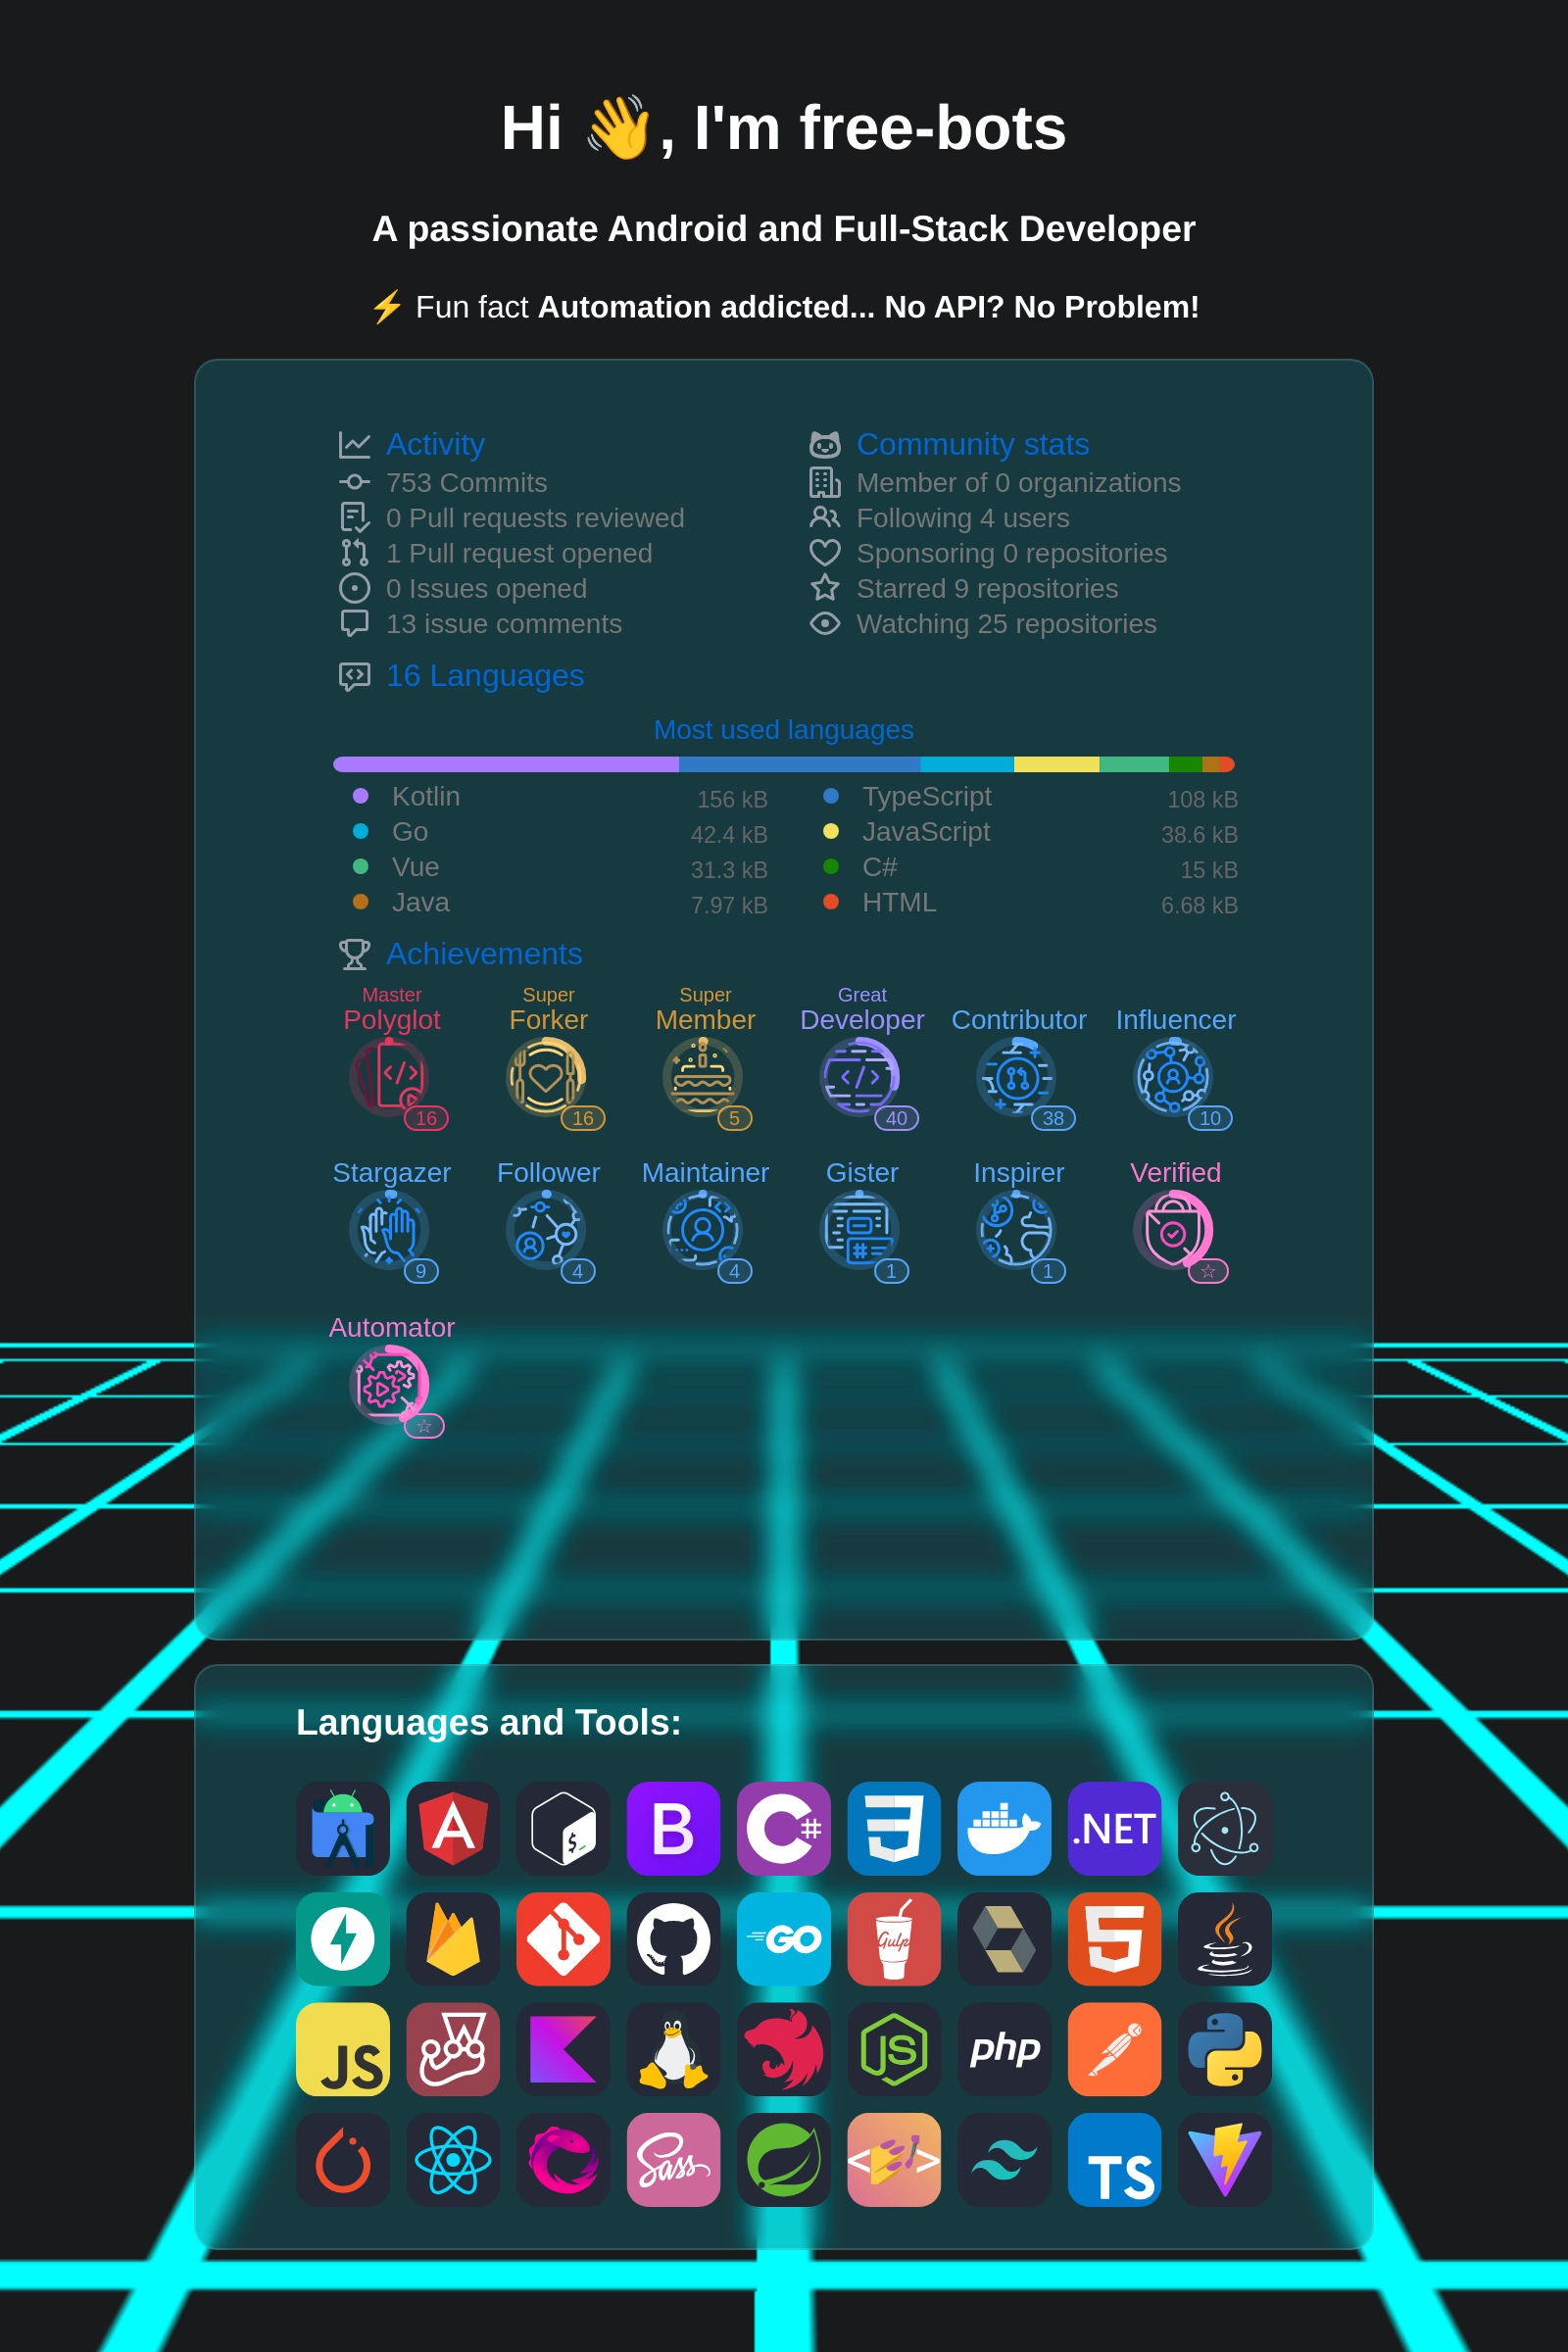 Hi 👋, I'm free-bots
A passionate Android and Full-Stack Developer
⚡ Fun fact Automation addicted... No API? No Problem!
Activity
753 Commits
0 Pull requests reviewed
1 Pull request opened
0 Issues opened
13 issue comments
Community stats
Member of 0 organizations
Following 4 users
Sponsoring 0 repositories
Starred 9 repositories
Watching 25 repositories
16 Languages
Most used languages
Kotlin 156 kB
TypeScript 108 kB
Go 42.4 kB
JavaScript 38.6 kB
Vue 31.3 kB
C# 15 kB
Java 7.97 kB
HTML 6.68 kB
Achievements
Master
Polyglot
16
Super
Forker
16
Super
Member
5
Great
Developer
40
Contributor
38
Influencer
10
Stargazer
9
Follower
4
Maintainer
4
Gister
1
Inspirer
1
Verified
☆
Automator
☆
Languages and Tools:
A
$
B
C#
3
.NET
GO
Gulp
5
JS
JS
php
Sass
< >
TS